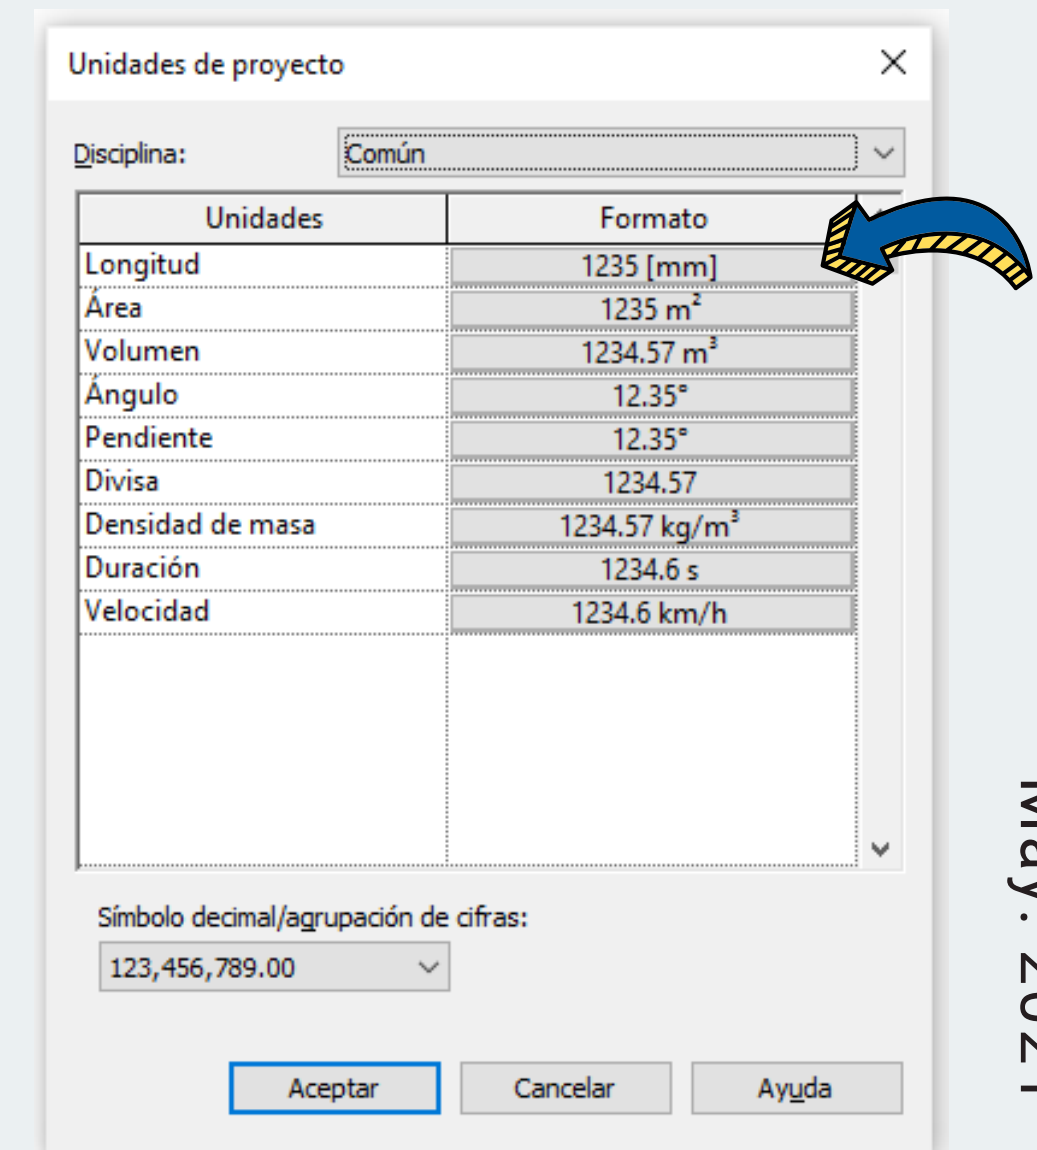 Unidades de proyecto
Disciplina: Común
Unidades Formato
Longitud 1235 [mm]
Área 1235 m²
Volumen 1234.57 m³
Ángulo 12.35°
Pendiente 12.35°
Divisa 1234.57
Densidad de masa 1234.57 kg/m³
Duración 1234.6 s
Velocidad 1234.6 km/h
Símbolo decimal/agrupación de cifras:
123,456,789.00
Aceptar Cancelar Ayuda
May. 2021